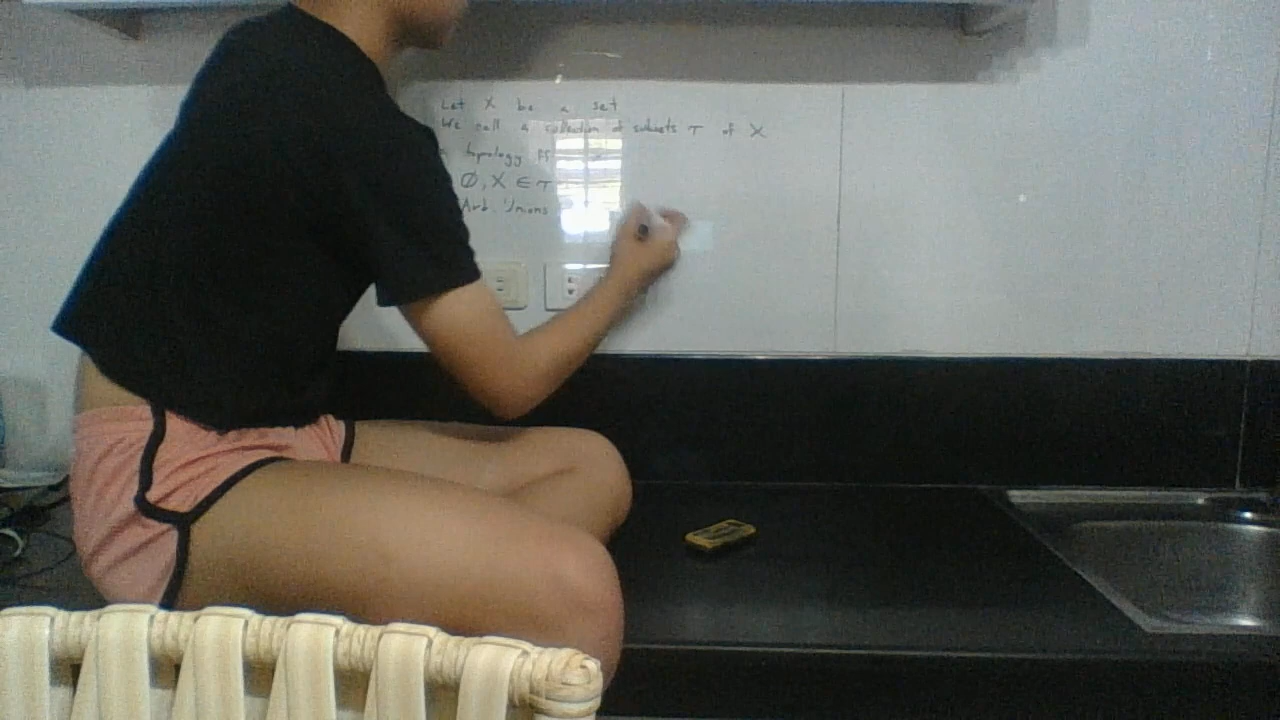 Let X be a set
We call a collection of subsets τ of X
topology
∅, X ∈ τ
Arb. Unions